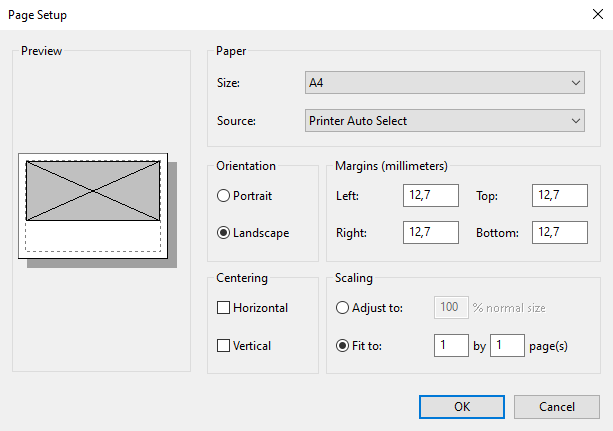 Page Setup
Preview
Paper
Size:
A4
Source:
Printer Auto Select
Orientation
Portrait
Landscape
Margins (millimeters)
Left: 12,7 Top: 12,7
Right: 12,7 Bottom: 12,7
Centering
Horizontal
Vertical
Scaling
Adjust to: 100 % normal size
Fit to: 1 by 1 page(s)
OK Cancel